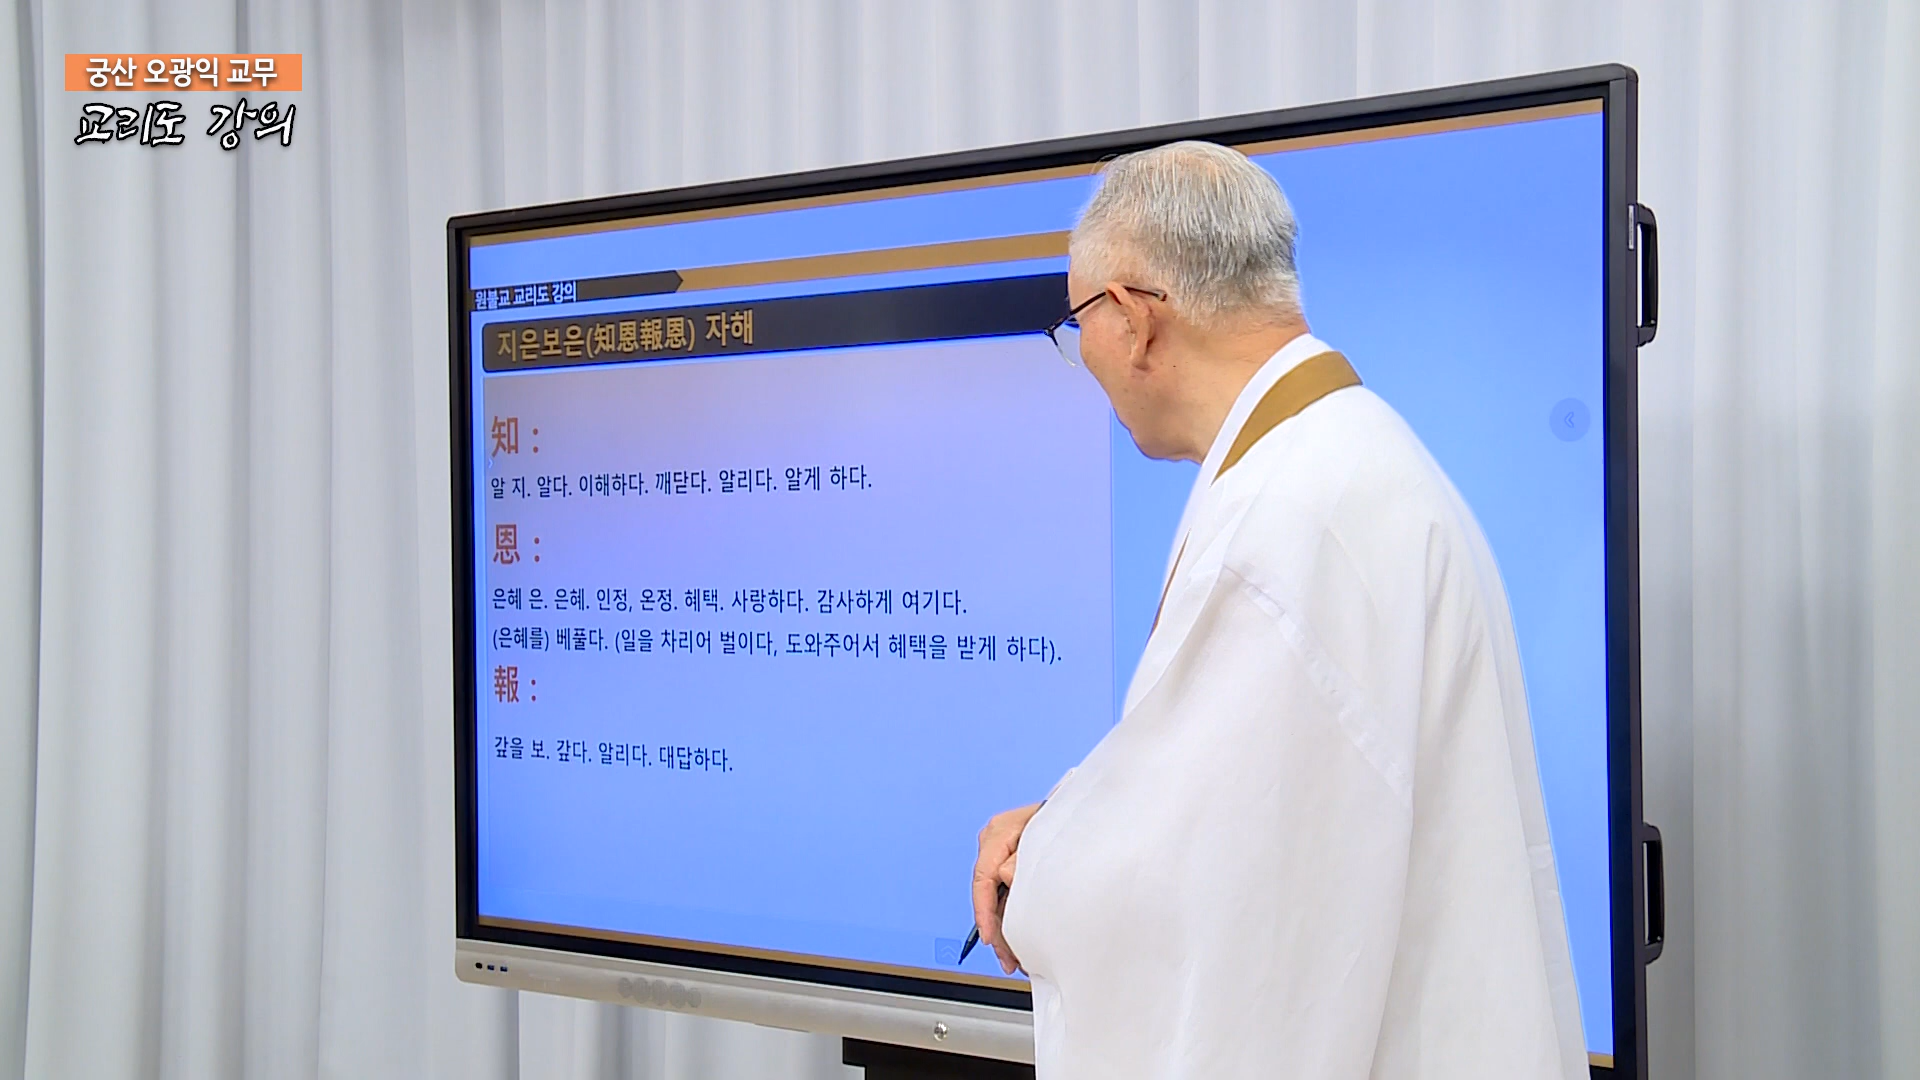 궁산 오광익 교무
교리도 강의
원불교 교리도 강의
지은보은(知恩報恩) 자해
知 :
알 지. 알다. 이해하다. 깨닫다. 알리다. 알게 하다.
恩 :
은혜 은. 은혜. 인정, 온정. 혜택. 사랑하다. 감사하게 여기다.
(은혜를) 베풀다. (일을 차리어 벌이다, 도와주어서 혜택을 받게 하다).
報 :
갚을 보. 갚다. 알리다. 대답하다.